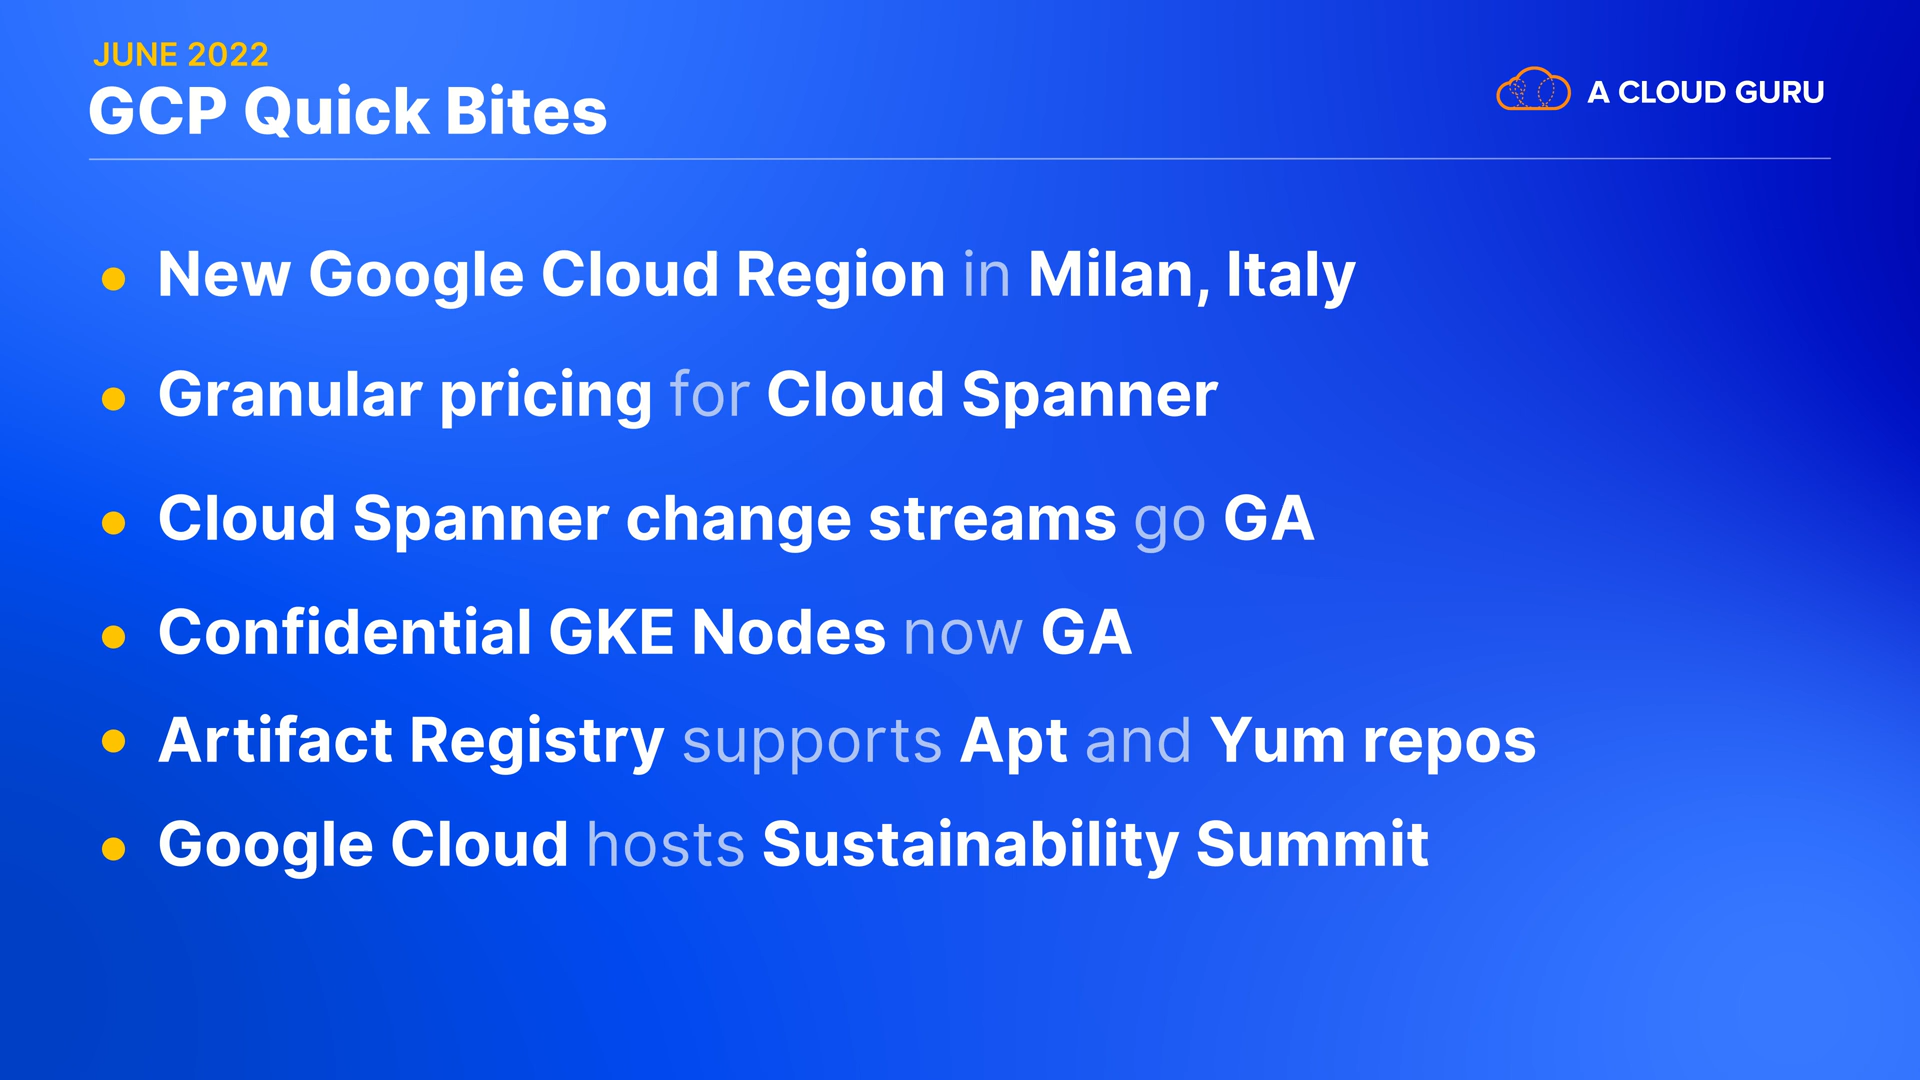 JUNE 2022
GCP Quick Bites
A CLOUD GURU
New Google Cloud Region in Milan, Italy
Granular pricing for Cloud Spanner
Cloud Spanner change streams go GA
Confidential GKE Nodes now GA
Artifact Registry supports Apt and Yum repos
Google Cloud hosts Sustainability Summit